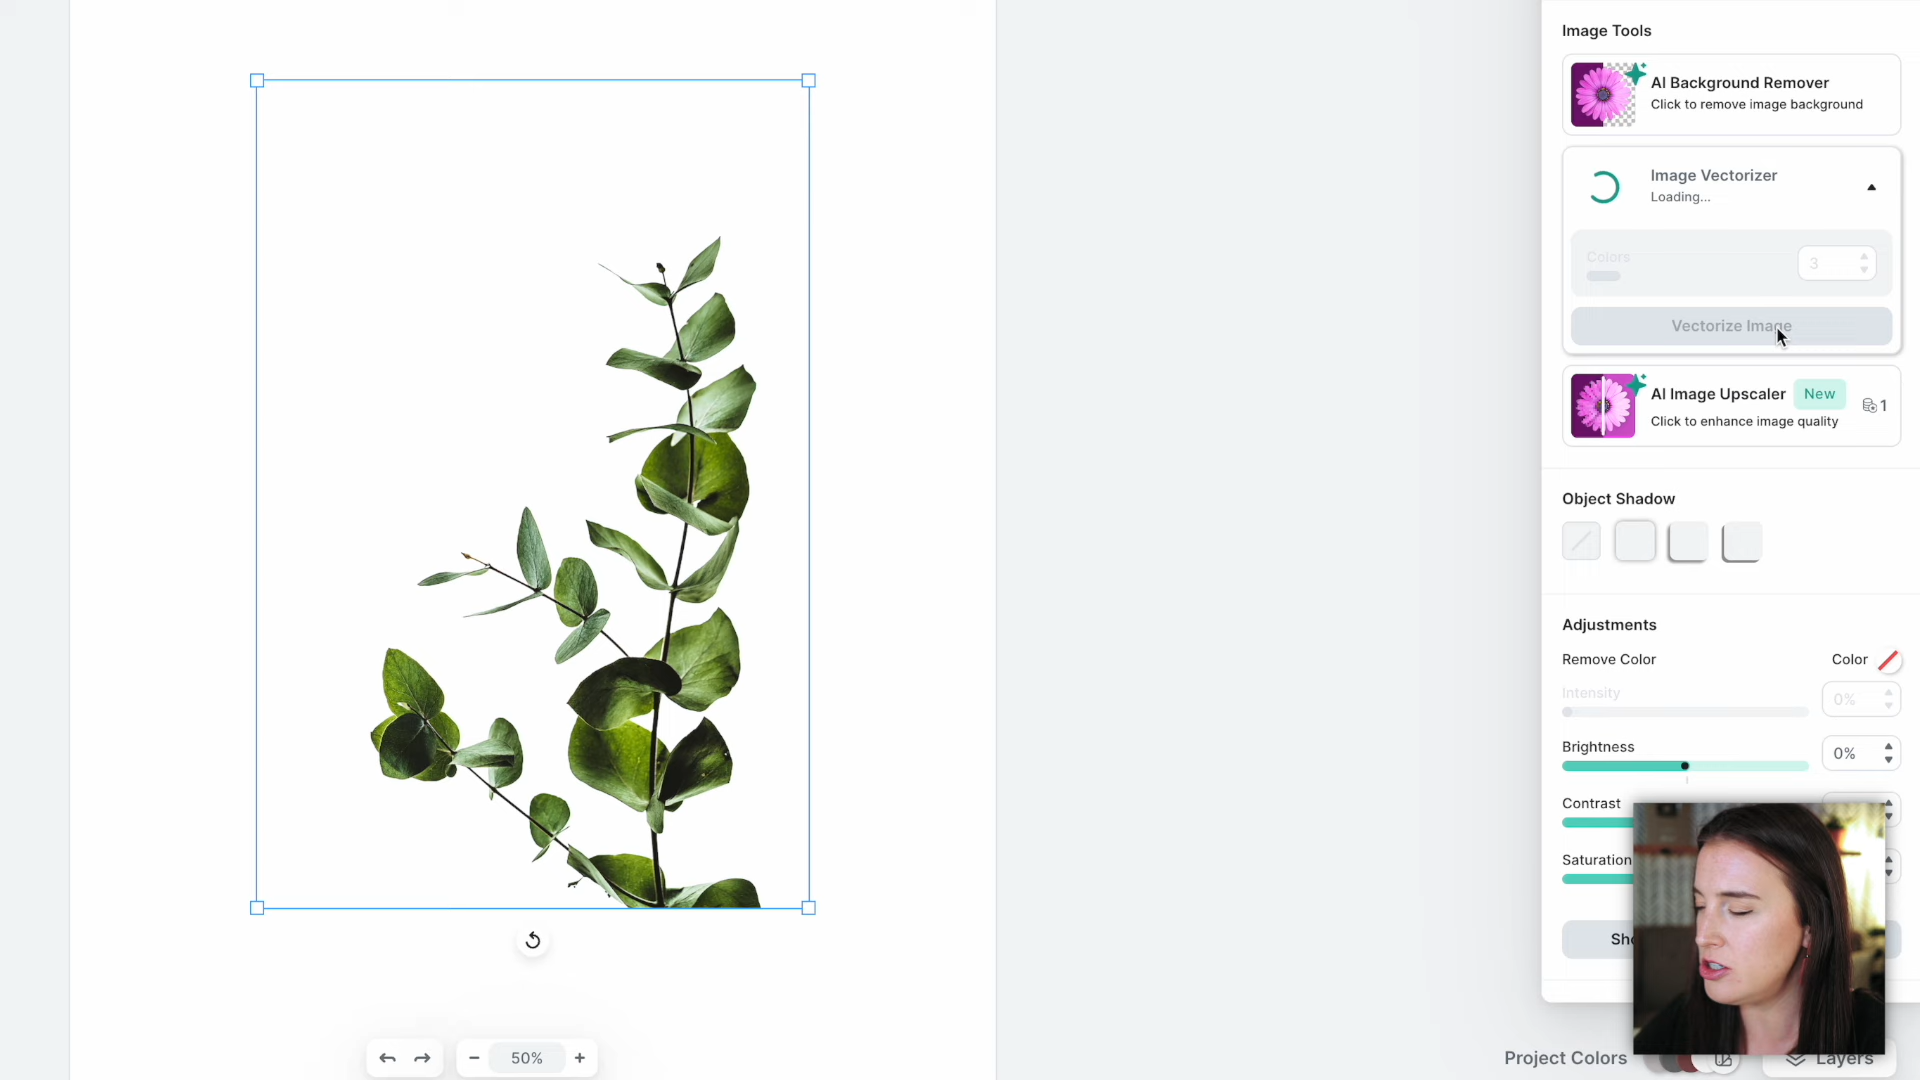 Image Tools
AI Background Remover
Click to remove image background
Image Vectorizer
Loading...
Colors
3
Vectorize Image
AI Image Upscaler New
1
Click to enhance image quality
Object Shadow
Adjustments
Remove Color Color
Intensity
0%
Brightness
0%
Contrast
Saturation
Sho
50%
Project Colors
Layers